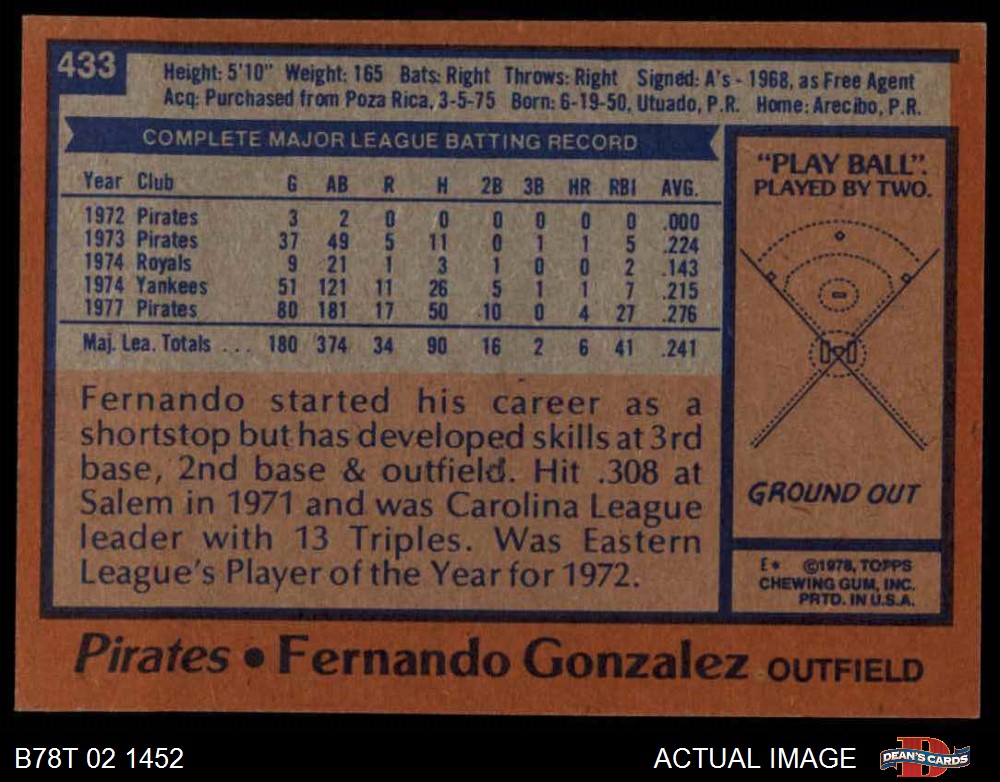 433
Height: 5'10" Weight: 165 Bats: Right Throws: Right Signed: A's - 1968, as Free Agent
Acq: Purchased from Poza Rica, 3-5-75 Born: 6-19-50, Utuado, P.R. Home: Arecibo, P.R.
COMPLETE MAJOR LEAGUE BATTING RECORD
Year Club G AB R H 2B 3B HR RBI AVG.
1972 Pirates 3 2 0 0 0 0 0 0 .000
1973 Pirates 37 49 5 11 0 1 1 5 .224
1974 Royals 9 21 1 3 1 0 0 2 .143
1974 Yankees 51 121 11 26 5 1 1 7 .215
1977 Pirates 80 181 17 50 10 0 4 27 .276
Maj. Lea. Totals ... 180 374 34 90 16 2 6 41 .241
Fernando started his career as a
shortstop but has developed skills at 3rd
base, 2nd base & outfield. Hit .308 at
Salem in 1971 and was Carolina League
leader with 13 Triples. Was Eastern
League's Player of the Year for 1972.
"PLAY BALL".
PLAYED BY TWO.
GROUND OUT
E* ©1978, TOPPS
CHEWING GUM, INC.
PRTD. IN U.S.A.
Pirates • Fernando Gonzalez OUTFIELD
B78T 02 1452
ACTUAL IMAGE
DEAN'S CARDS